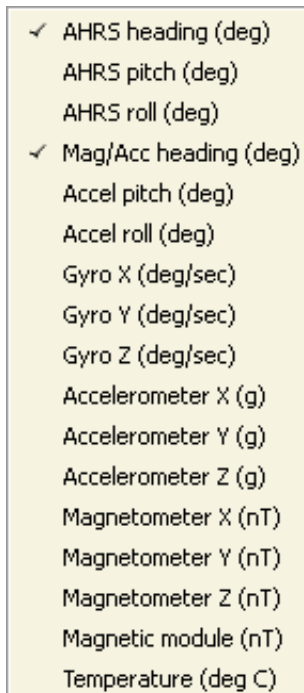 ✓ AHRS heading (deg)
AHRS pitch (deg)
AHRS roll (deg)
✓ Mag/Acc heading (deg)
Accel pitch (deg)
Accel roll (deg)
Gyro X (deg/sec)
Gyro Y (deg/sec)
Gyro Z (deg/sec)
Accelerometer X (g)
Accelerometer Y (g)
Accelerometer Z (g)
Magnetometer X (nT)
Magnetometer Y (nT)
Magnetometer Z (nT)
Magnetic module (nT)
Temperature (deg C)